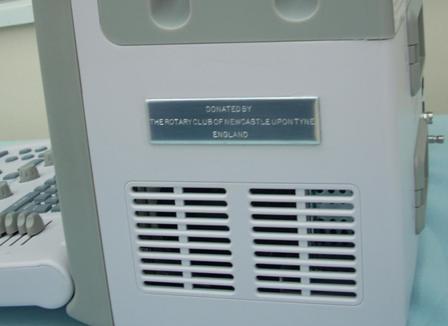 DONATED BY
THE ROTARY CLUB OF NEWCASTLE UPON TYNE
ENGLAND